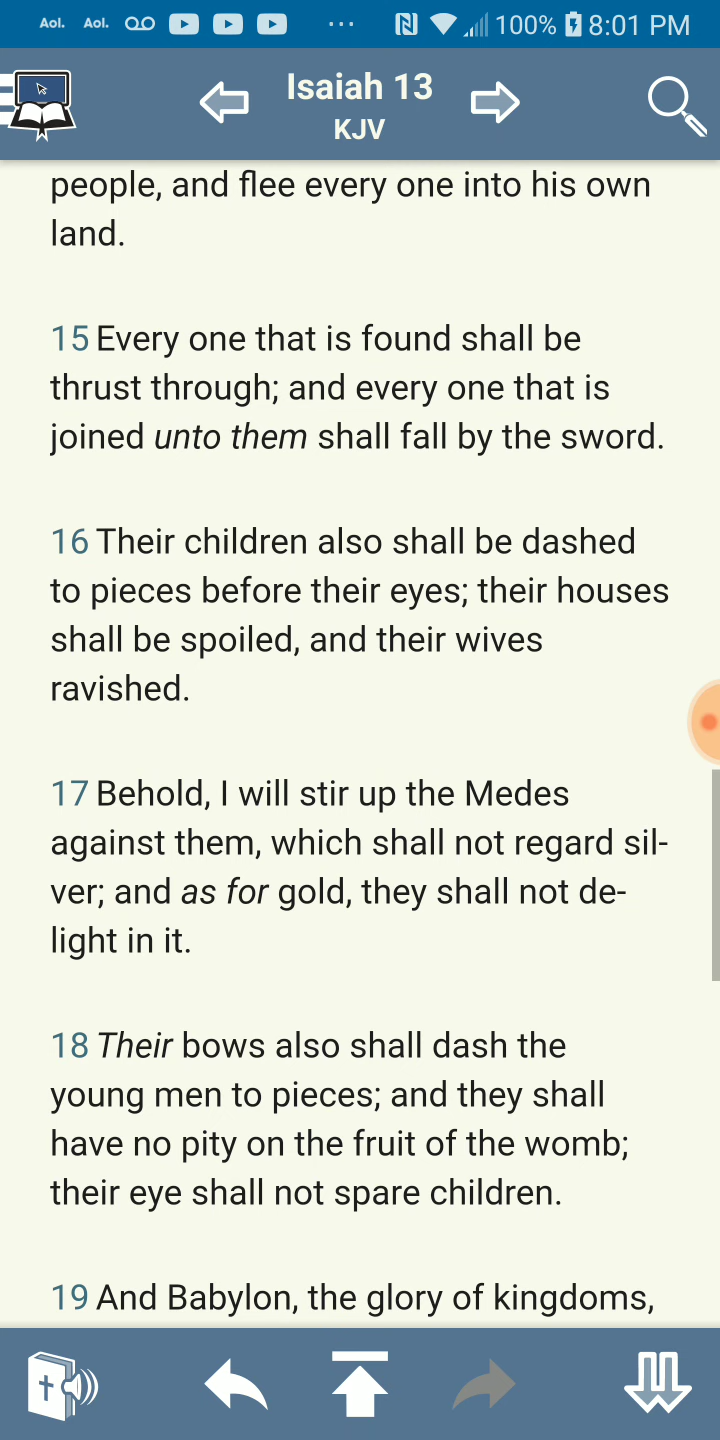 Aol. Aol. ... 100% 8:01 PM
Isaiah 13
KJV
people, and flee every one into his own
land.
15 Every one that is found shall be
thrust through; and every one that is
joined unto them shall fall by the sword.
16 Their children also shall be dashed
to pieces before their eyes; their houses
shall be spoiled, and their wives
ravished.
17 Behold, I will stir up the Medes
against them, which shall not regard sil-
ver; and as for gold, they shall not de-
light in it.
18 Their bows also shall dash the
young men to pieces; and they shall
have no pity on the fruit of the womb;
their eye shall not spare children.
19 And Babylon, the glory of kingdoms,